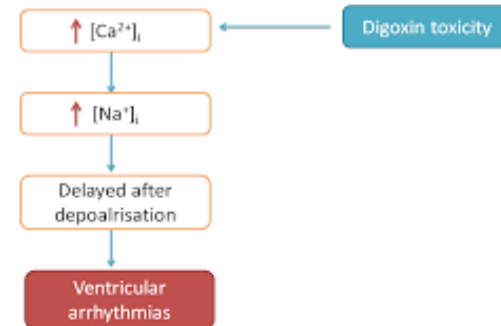 ↑ [Ca²⁺]ᵢ
Digoxin toxicity
↑ [Na⁺]ᵢ
Delayed after
depoalrisation
Ventricular
arrhythmias